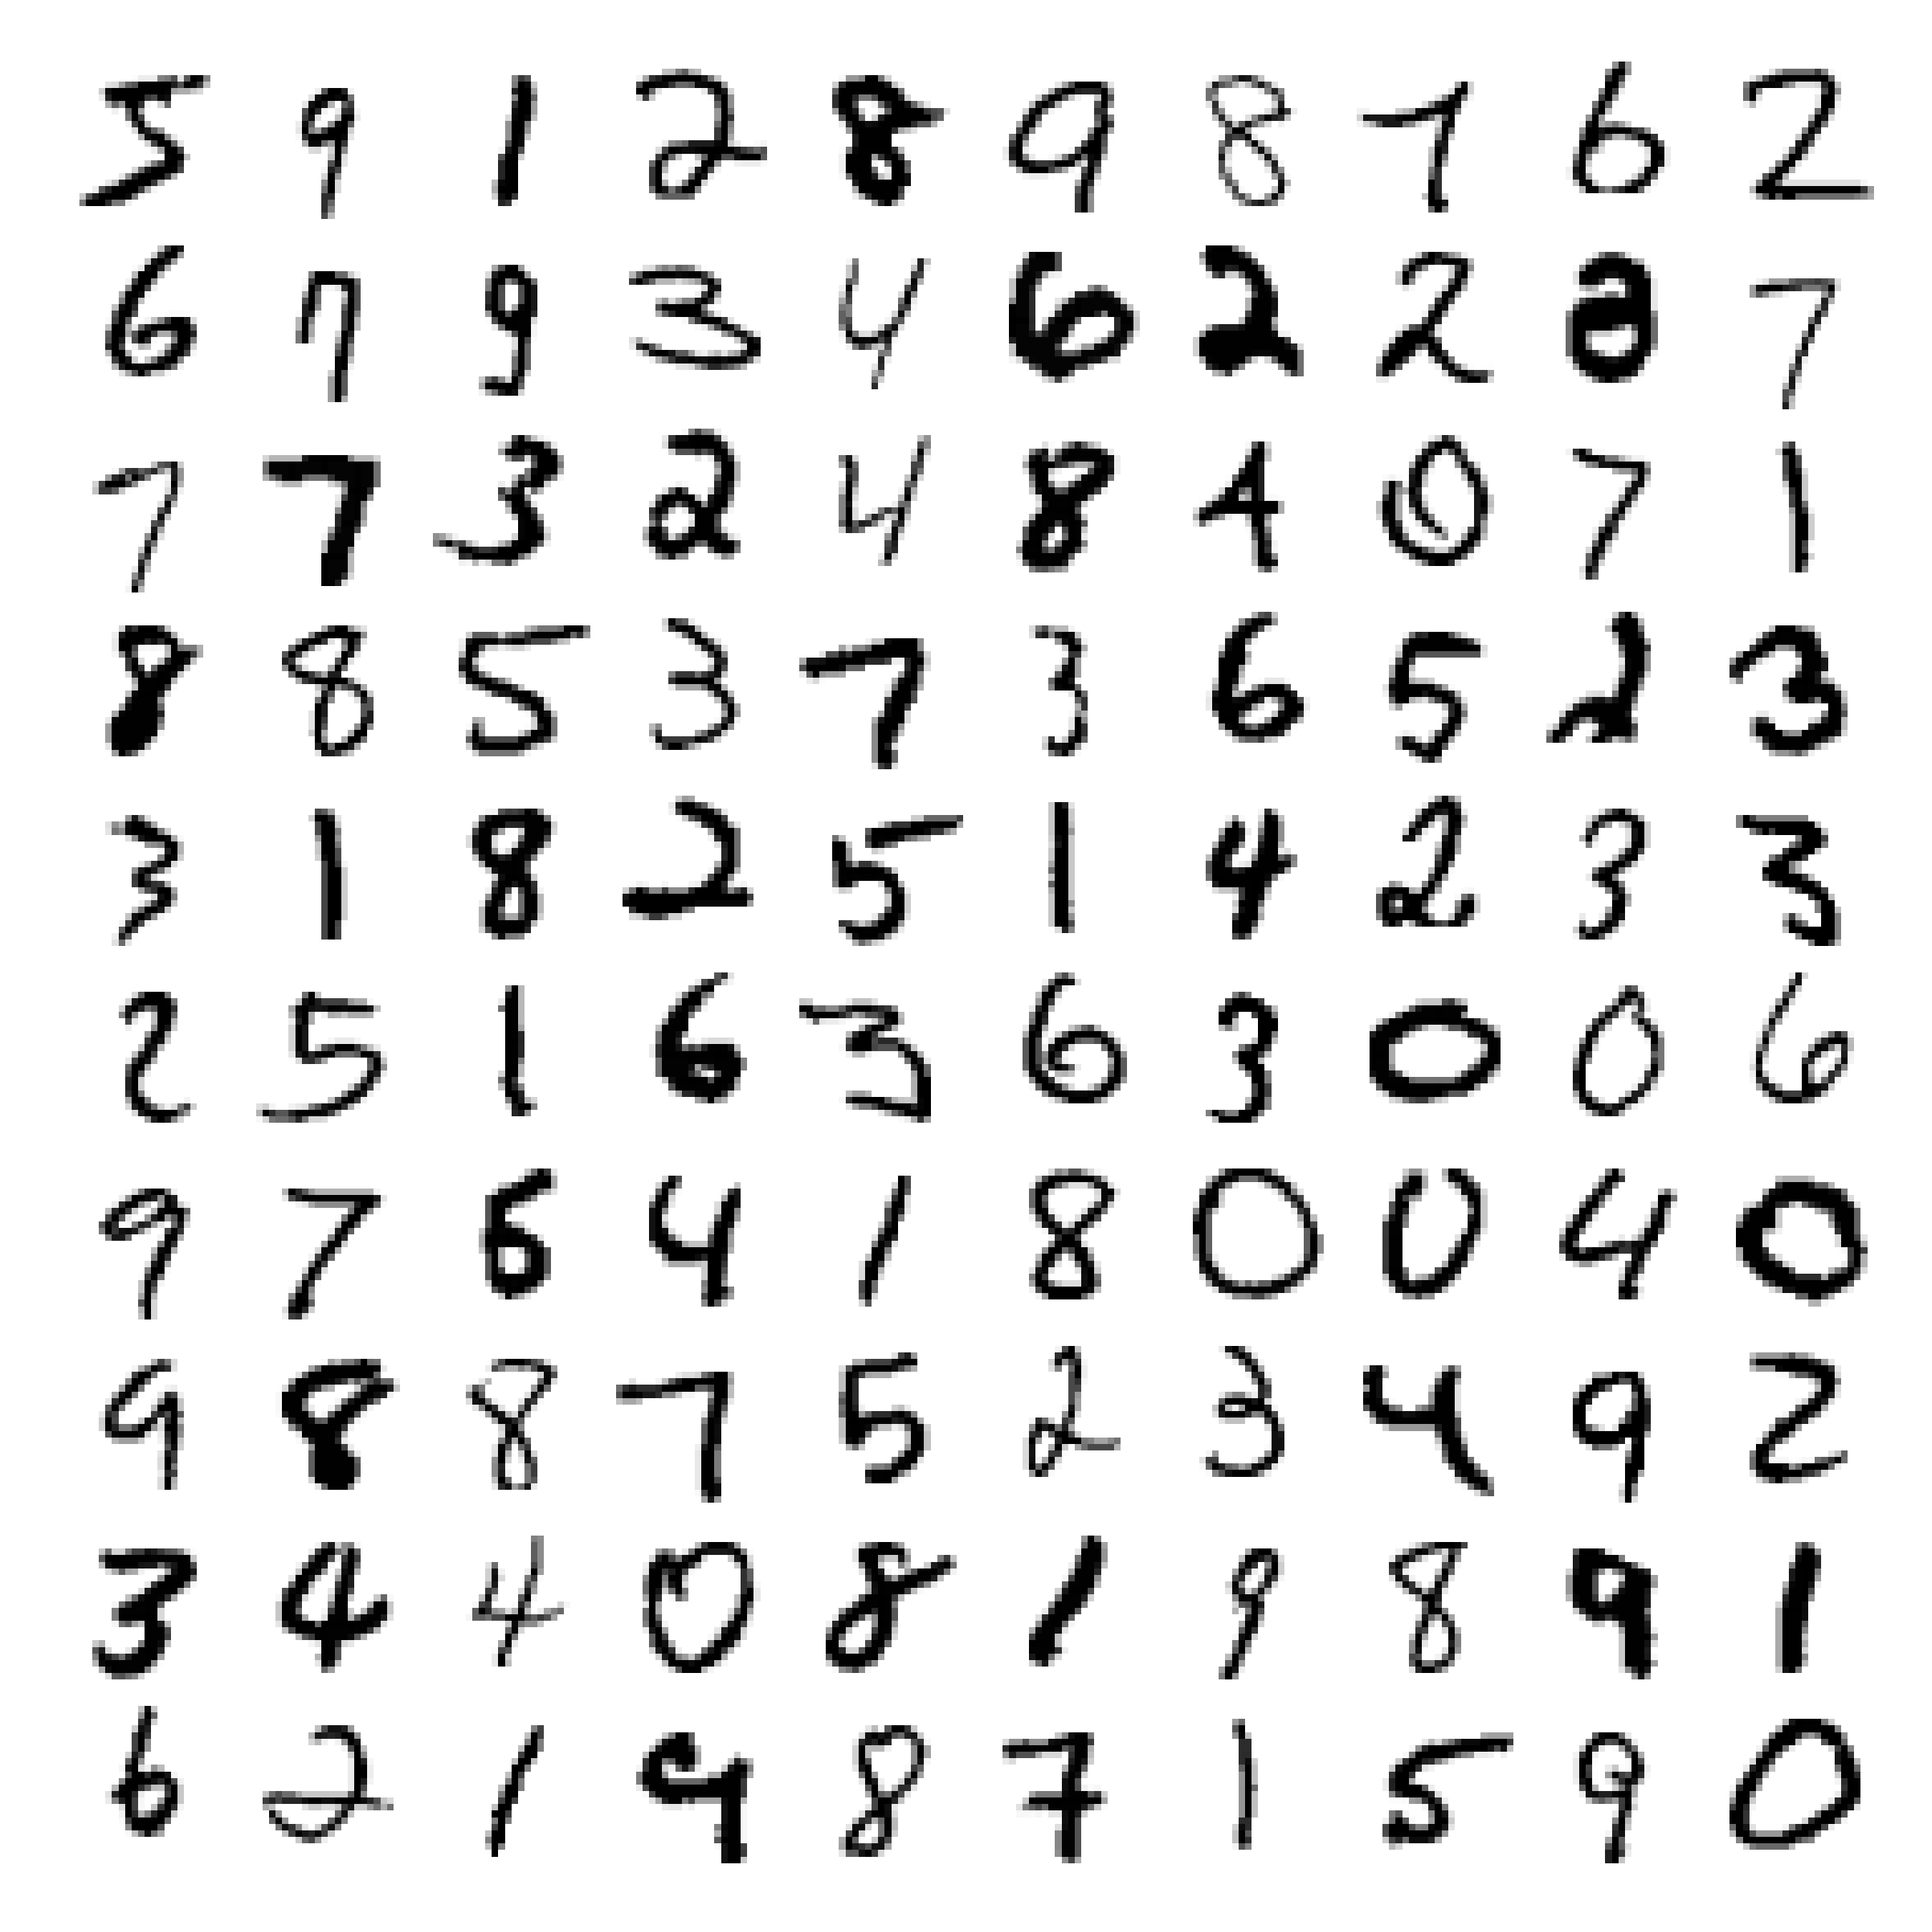 5 9 1 2 8 9 8 7 6 2
6 7 9 3 4 6 2 2 8 7
7 7 3 2 4 8 4 0 7 1
8 8 5 3 7 3 6 5 2 3
3 1 8 2 5 1 4 2 3 3
2 5 1 6 3 6 3 0 0 6
9 7 6 4 1 8 0 0 4 0
9 8 8 7 5 2 3 4 9 2
3 4 4 0 8 1 9 8 9 1
6 2 1 9 8 7 1 5 9 0